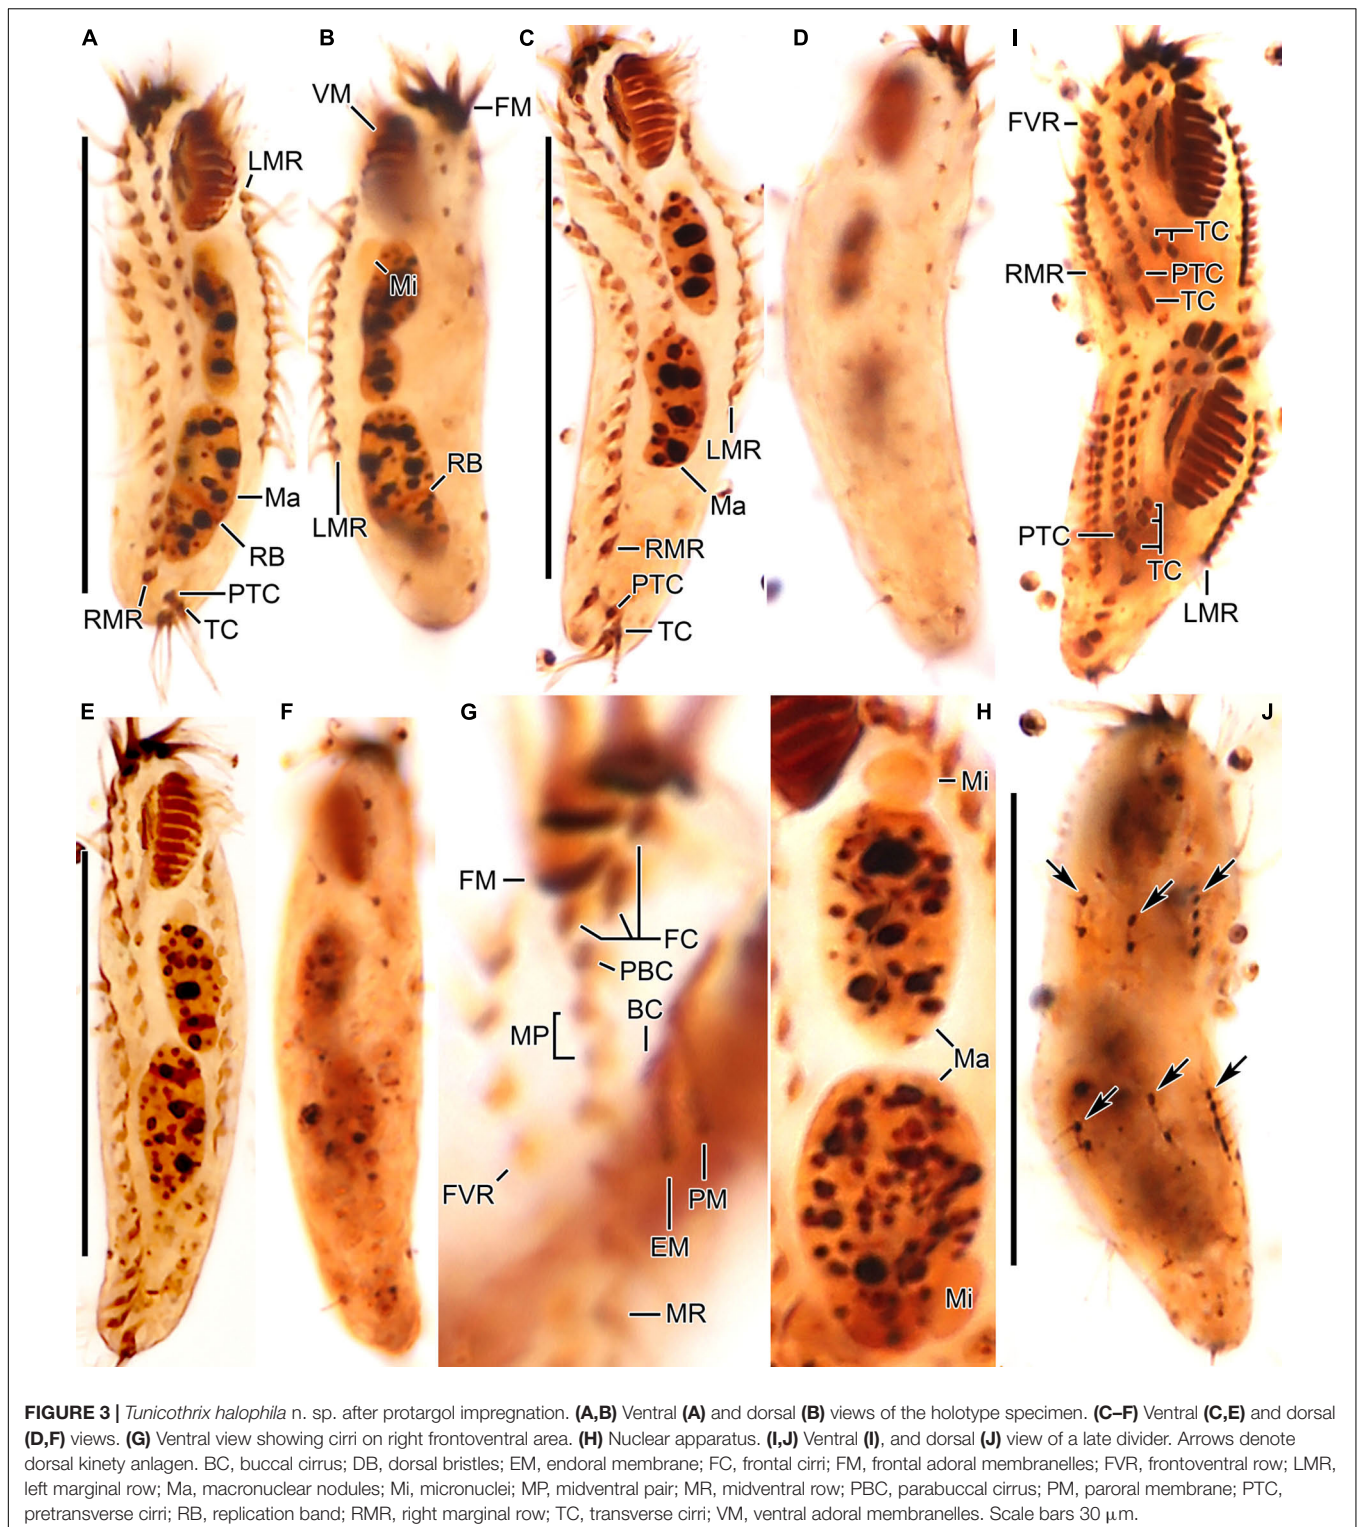 A
B
C
D
I
VM
FM
FVR
LMR
TC
Mi
RMR
PTC
TC
LMR
RB
Ma
LMR
Ma
RB
RMR
PTC
PTC
TC
RMR
PTC
TC
TC
LMR
E
F
G
H
J
Mi
FM
FC
PBC
BC
MP
Ma
FVR
PM
EM
Mi
MR
FIGURE 3 | Tunicothrix halophila n. sp. after protargol impregnation. (A,B) Ventral (A) and dorsal (B) views of the holotype specimen. (C–F) Ventral (C,E) and dorsal
(D,F) views. (G) Ventral view showing cirri on right frontoventral area. (H) Nuclear apparatus. (I,J) Ventral (I), and dorsal (J) view of a late divider. Arrows denote
dorsal kinety anlagen. BC, buccal cirrus; DB, dorsal bristles; EM, endoral membrane; FC, frontal cirri; FM, frontal adoral membranelles; FVR, frontoventral row; LMR,
left marginal row; Ma, macronuclear nodules; Mi, micronuclei; MP, midventral pair; MR, midventral row; PBC, parabuccal cirrus; PM, paroral membrane; PTC,
pretransverse cirri; RB, replication band; RMR, right marginal row; TC, transverse cirri; VM, ventral adoral membranelles. Scale bars 30 μm.